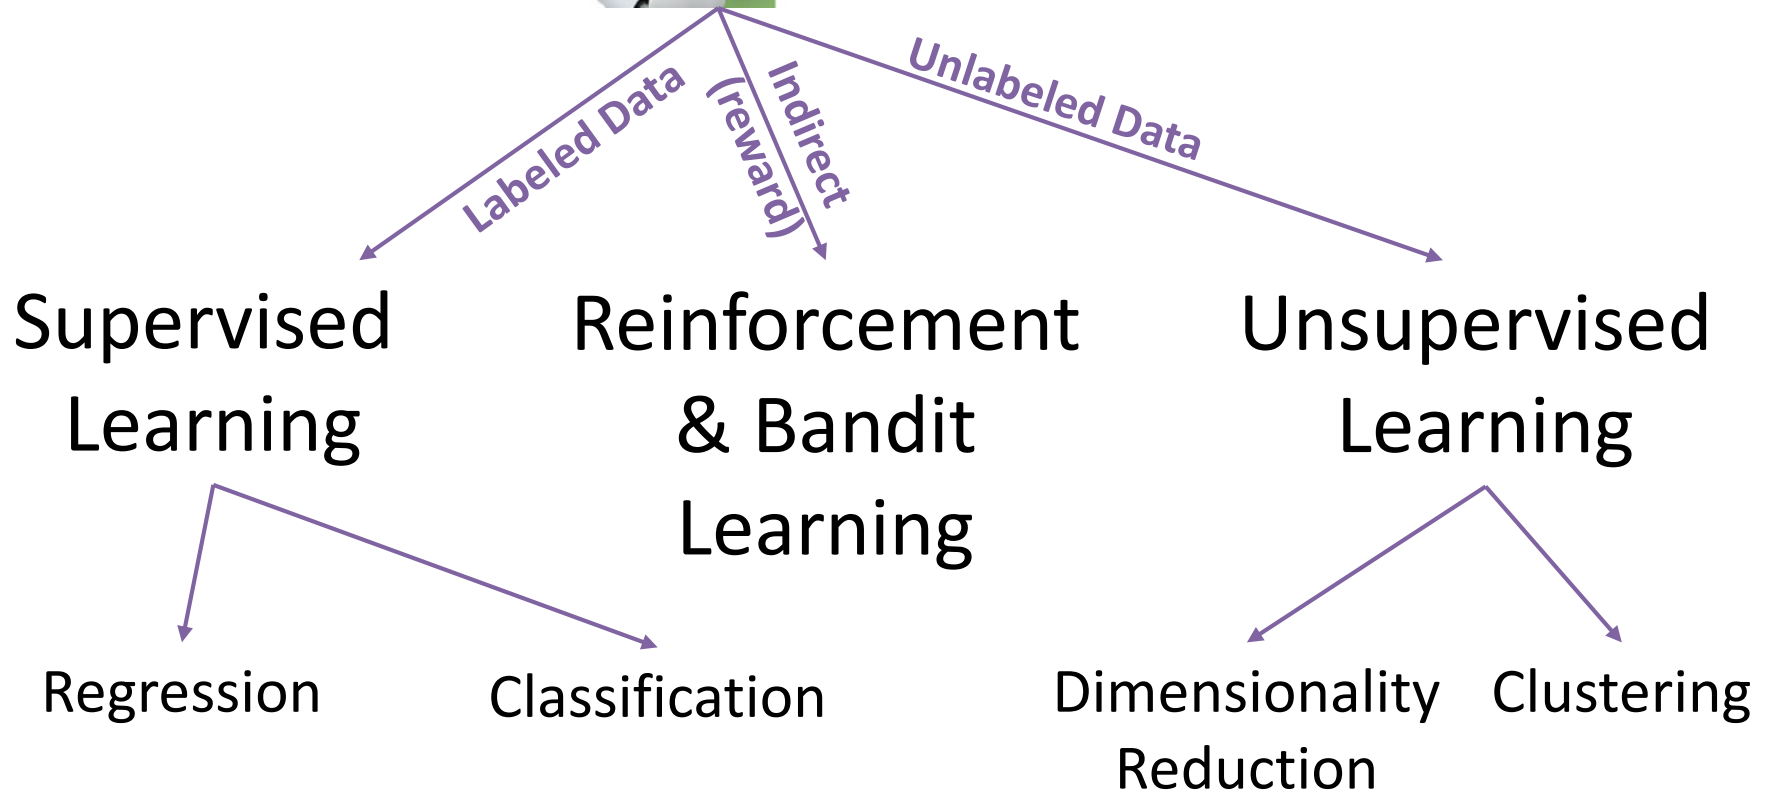 Labeled Data
Indirect
(reward)
Unlabeled Data
Supervised
Learning
Reinforcement
& Bandit
Learning
Unsupervised
Learning
Regression
Classification
Dimensionality
Reduction
Clustering